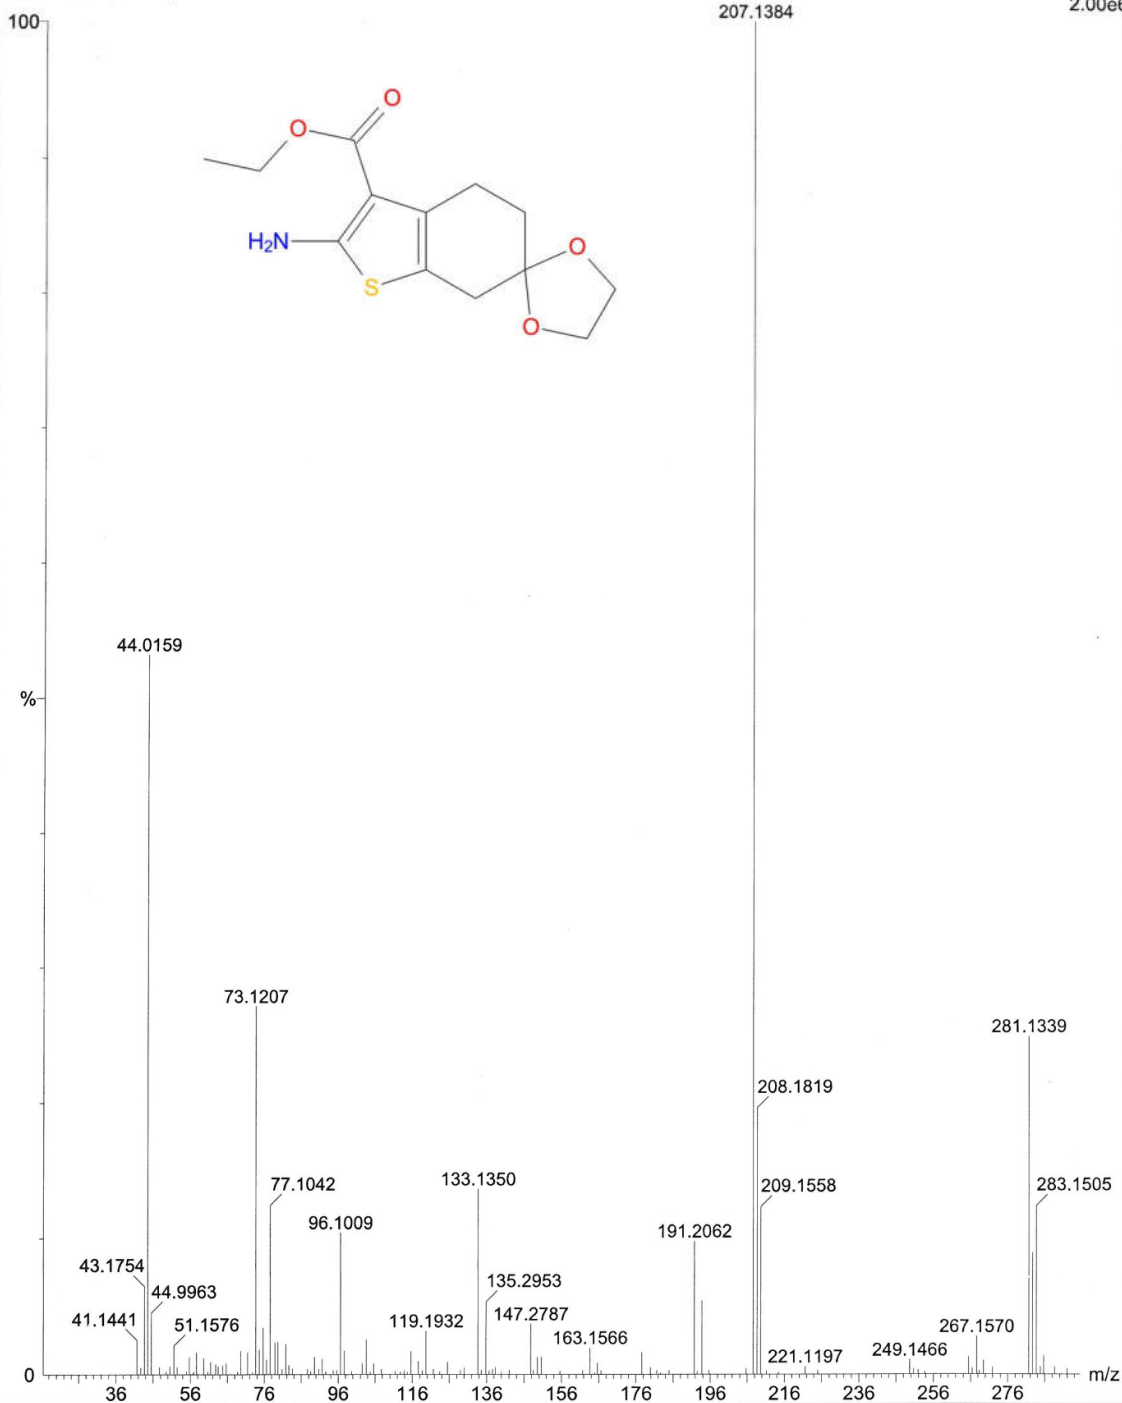 207.1384
2.00e6
100
O
O
H₂N
O
S
O
44.0159
%
73.1207
281.1339
208.1819
77.1042
133.1350
209.1558
283.1505
96.1009
191.2062
43.1754
135.2953
44.9963
147.2787
41.1441
51.1576
119.1932
163.1566
267.1570
249.1466
221.1197
0
m/z
36 56 76 96 116 136 156 176 196 216 236 256 276